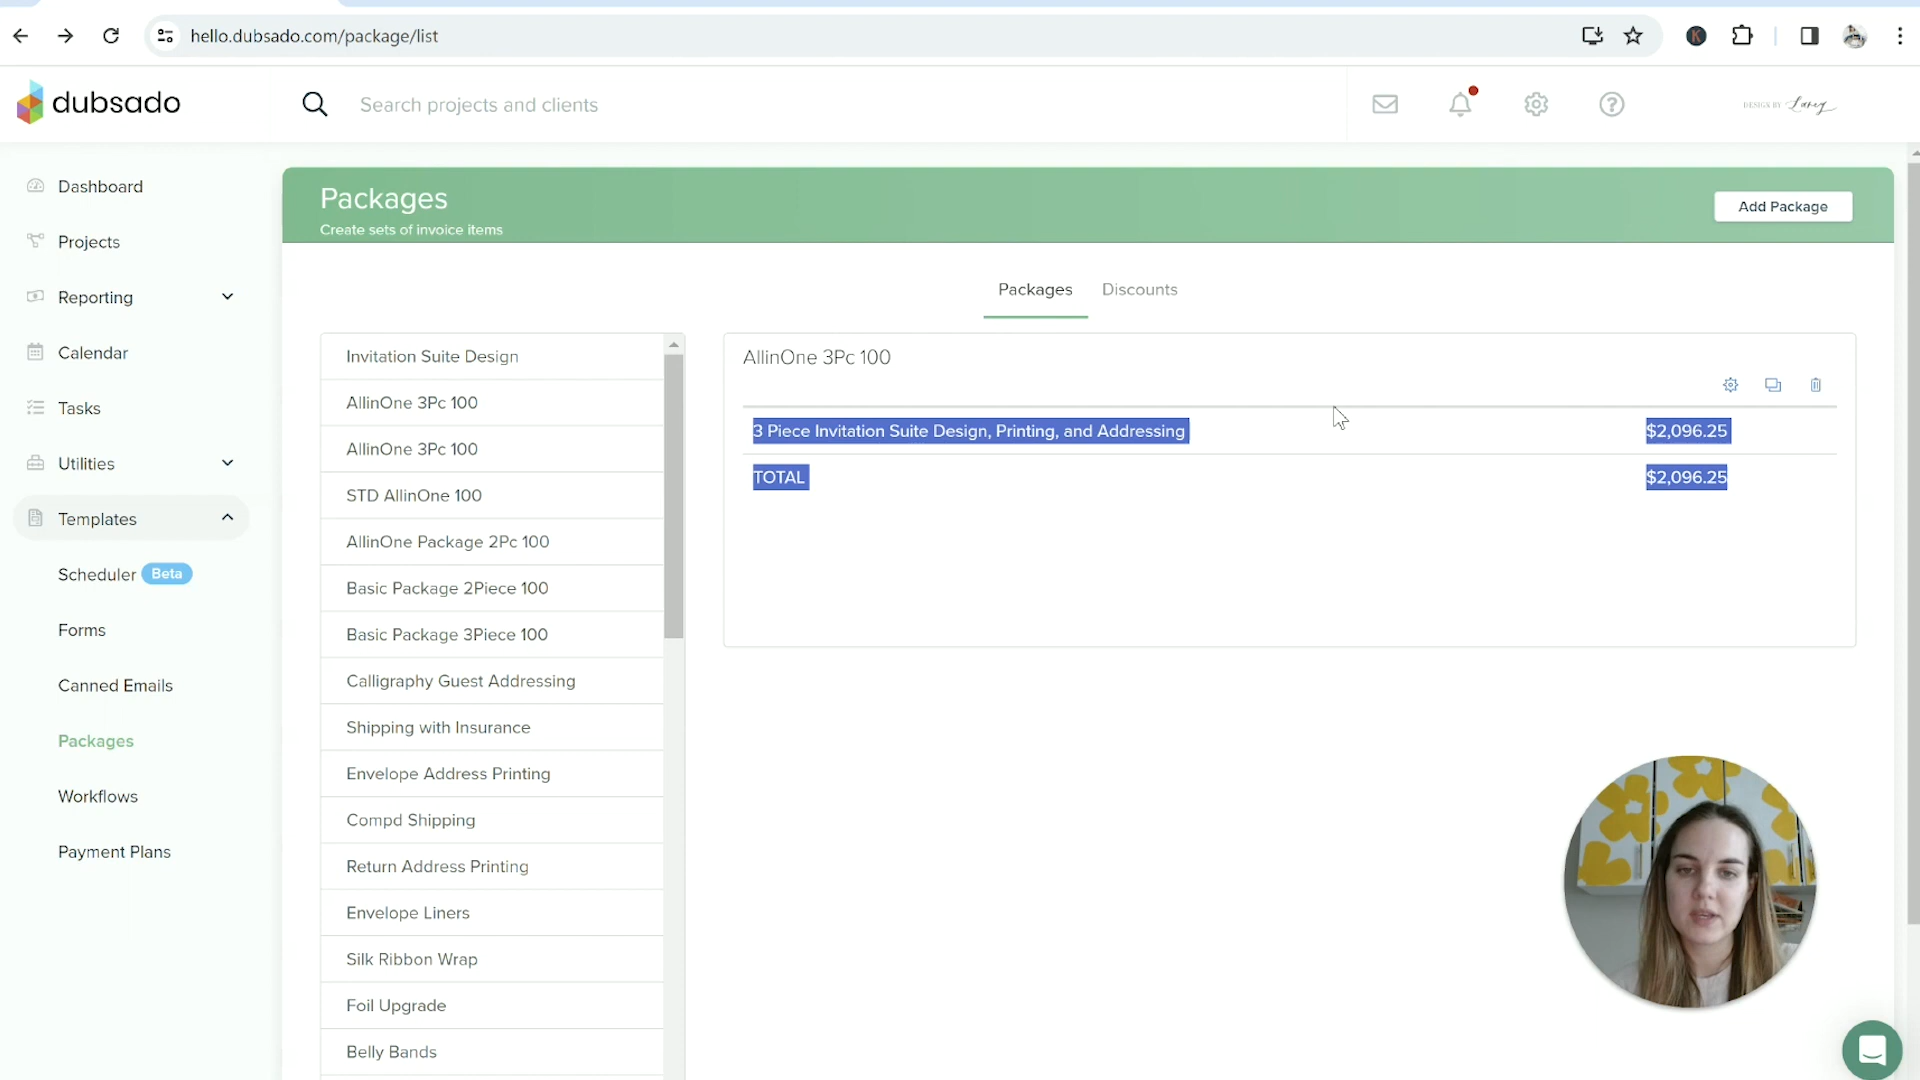 hello.dubsado.com/package/list
K
dubsado
Search projects and clients
DESIGN BY Laney
Dashboard
Projects
Reporting
Calendar
Tasks
Utilities
Templates
Scheduler Beta
Forms
Canned Emails
Packages
Workflows
Payment Plans
Packages
Create sets of invoice items
Add Package
Packages Discounts
Invitation Suite Design
AllinOne 3Pc 100
AllinOne 3Pc 100
STD AllinOne 100
AllinOne Package 2Pc 100
Basic Package 2Piece 100
Basic Package 3Piece 100
Calligraphy Guest Addressing
Shipping with Insurance
Envelope Address Printing
Compd Shipping
Return Address Printing
Envelope Liners
Silk Ribbon Wrap
Foil Upgrade
Belly Bands
AllinOne 3Pc 100
3 Piece Invitation Suite Design, Printing, and Addressing $2,096.25
TOTAL $2,096.25